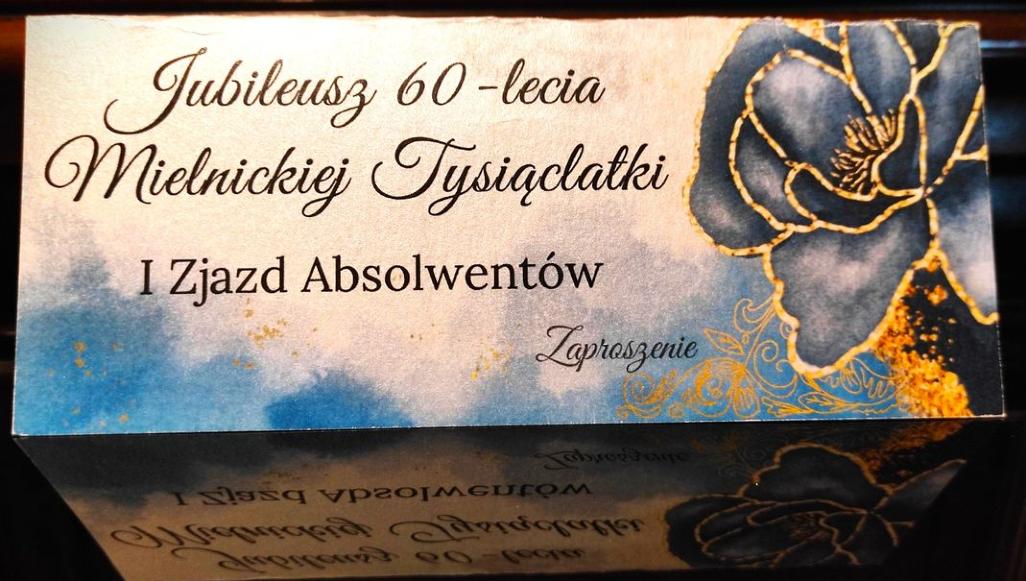 Jubileusz 60-lecia
Mielnickiej Tysiąclatki
I Zjazd Absolwentów
Zaproszenie